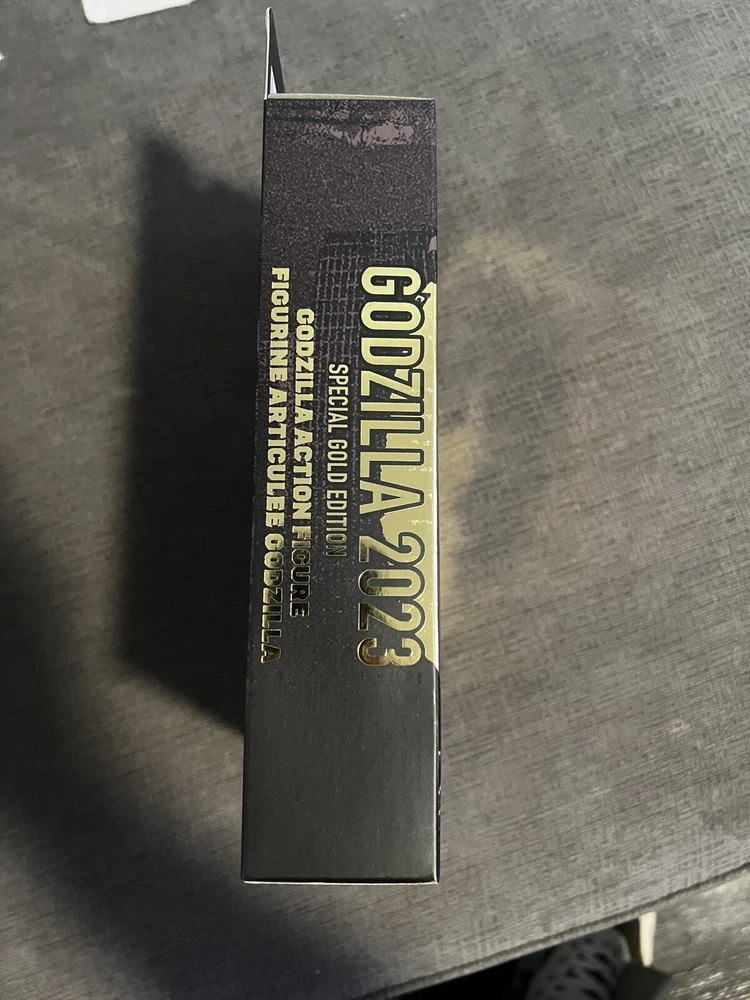 GODZILLA 2023
SPECIAL GOLD EDITION
GODZILLA ACTION FIGURE
FIGURINE ARTICULEE GODZILLA